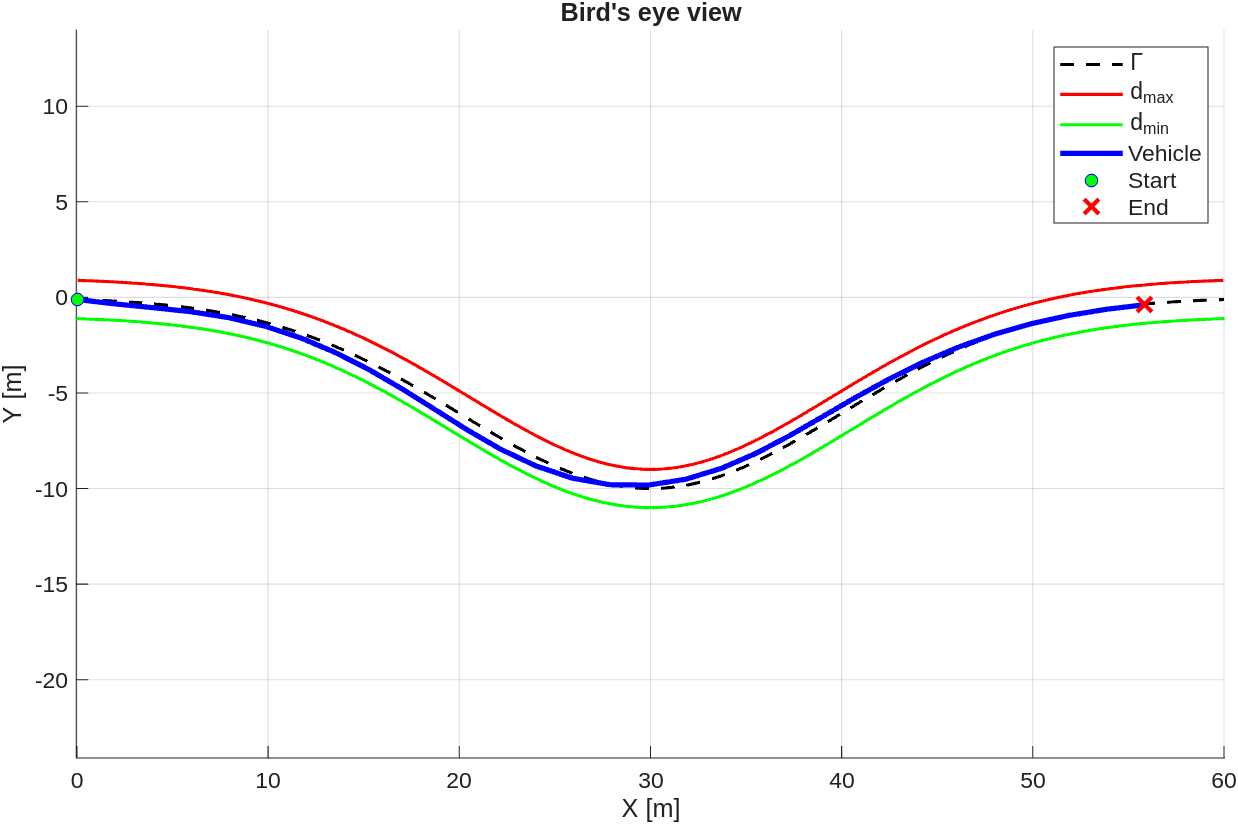 Bird's eye view
Γ
dmax
dmin
Vehicle
Start
End
10
5
0
-5
-10
-15
-20
Y [m]
0 10 20 30 40 50 60
X [m]